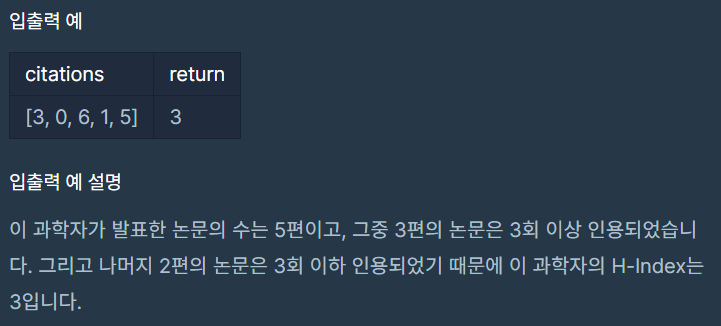 입출력 예
citations return
[3, 0, 6, 1, 5] 3
입출력 예 설명
이 과학자가 발표한 논문의 수는 5편이고, 그중 3편의 논문은 3회 이상 인용되었습니
다. 그리고 나머지 2편의 논문은 3회 이하 인용되었기 때문에 이 과학자의 H-Index는
3입니다.